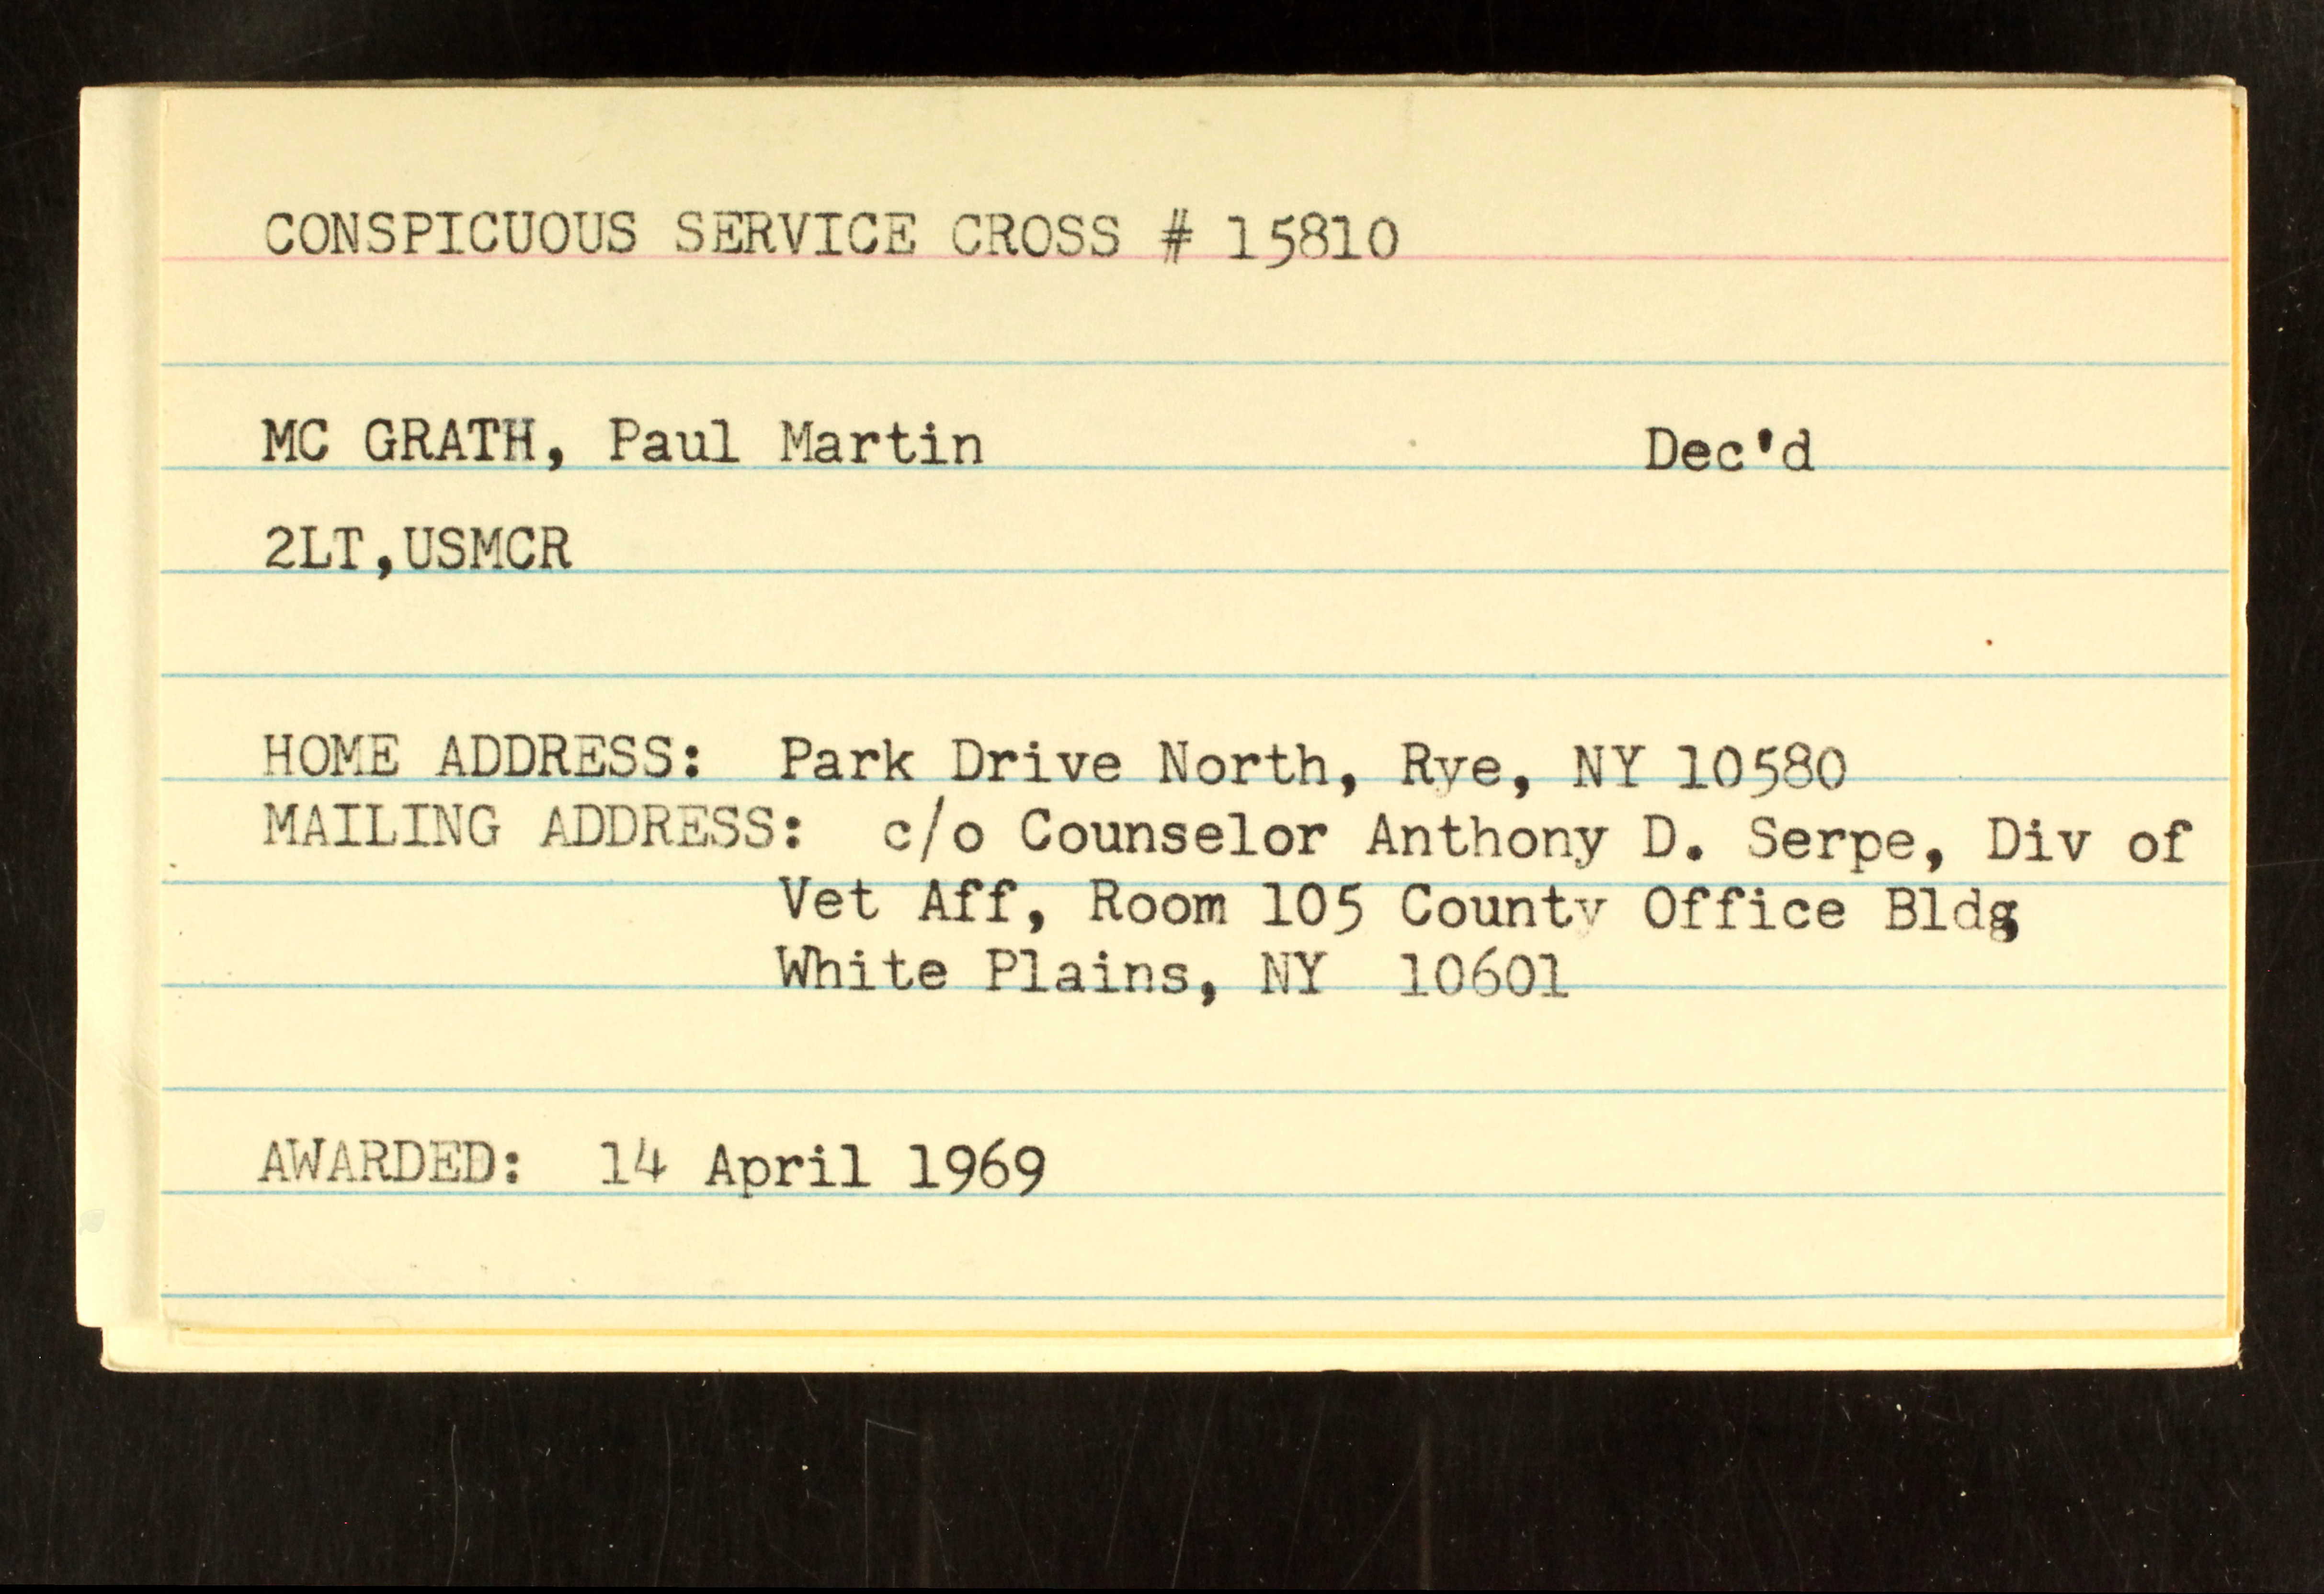 CONSPICUOUS SERVICE CROSS # 15810
MC GRATH, Paul Martin Dec'd
2LT,USMCR
HOME ADDRESS: Park Drive North, Rye, NY 10580
MAILING ADDRESS: c/o Counselor Anthony D. Serpe, Div of
Vet Aff, Room 105 County Office Bldg
White Plains, NY 10601
AWARDED: 14 April 1969